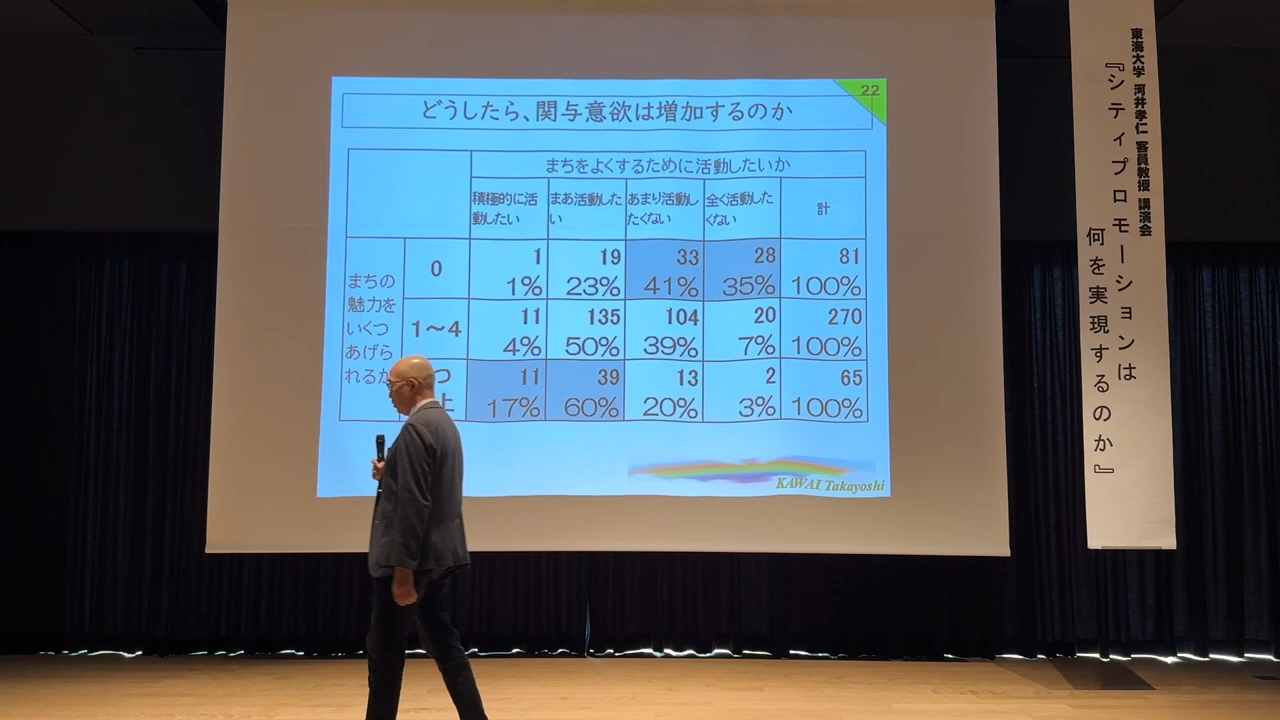 22
どうしたら、関与意欲は増加するのか
まちをよくするために活動したいか
積極的に活
動したい
まあ活動した
い
あまり活動し
たくない
全く活動した
くない
計
まちの
魅力を
いくつ
あげら
れるか
0
1 19 33 28 81
1% 23% 41% 35% 100%
1～4
11 135 104 20 270
4% 50% 39% 7% 100%
つ
上
11 39 13 2 65
17% 60% 20% 3% 100%
KAWAI Takayoshi
東海大学 河井孝仁 客員教授 講演会
『シティプロモーションは
何を実現するのか』